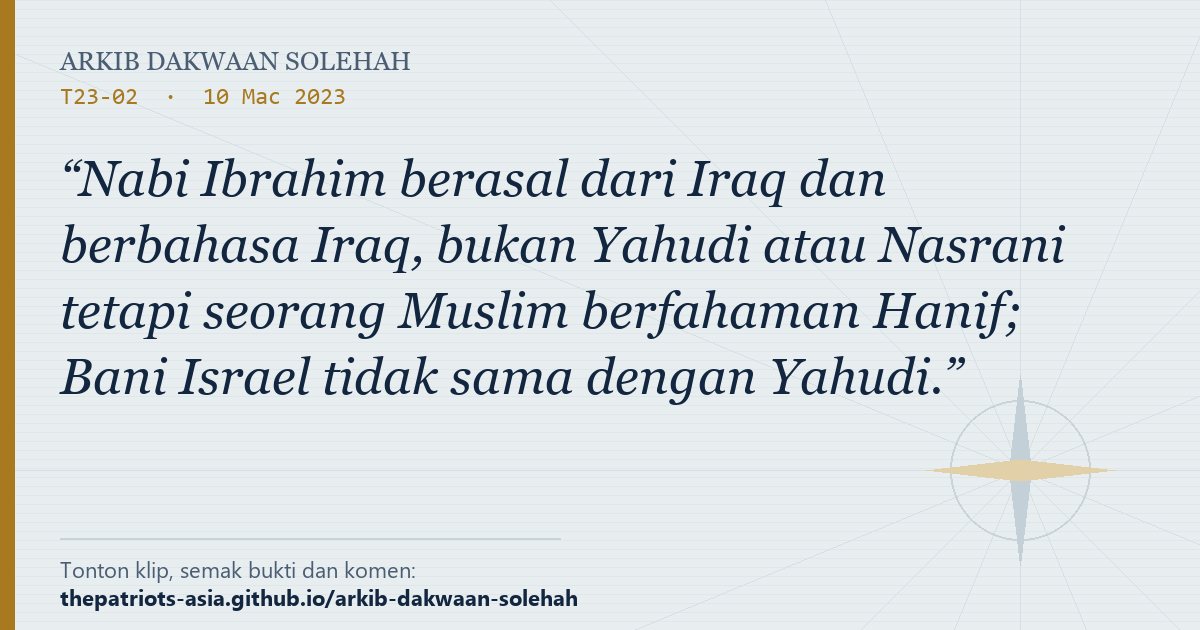 ARKIB DAKWAAN SOLEHAH
T23-02 · 10 Mac 2023
“Nabi Ibrahim berasal dari Iraq dan
berbahasa Iraq, bukan Yahudi atau Nasrani
tetapi seorang Muslim berfahaman Hanif;
Bani Israel tidak sama dengan Yahudi.”
Tonton klip, semak bukti dan komen:
thepatriots-asia.github.io/arkib-dakwaan-solehah